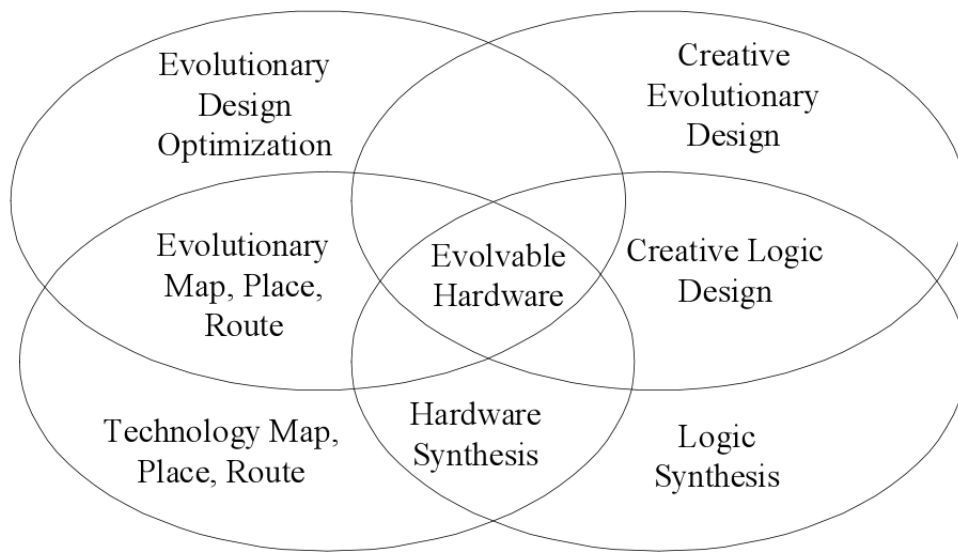 Evolutionary
Design
Optimization
Creative
Evolutionary
Design
Evolutionary
Map, Place,
Route
Evolvable
Hardware
Creative Logic
Design
Technology Map,
Place, Route
Hardware
Synthesis
Logic
Synthesis